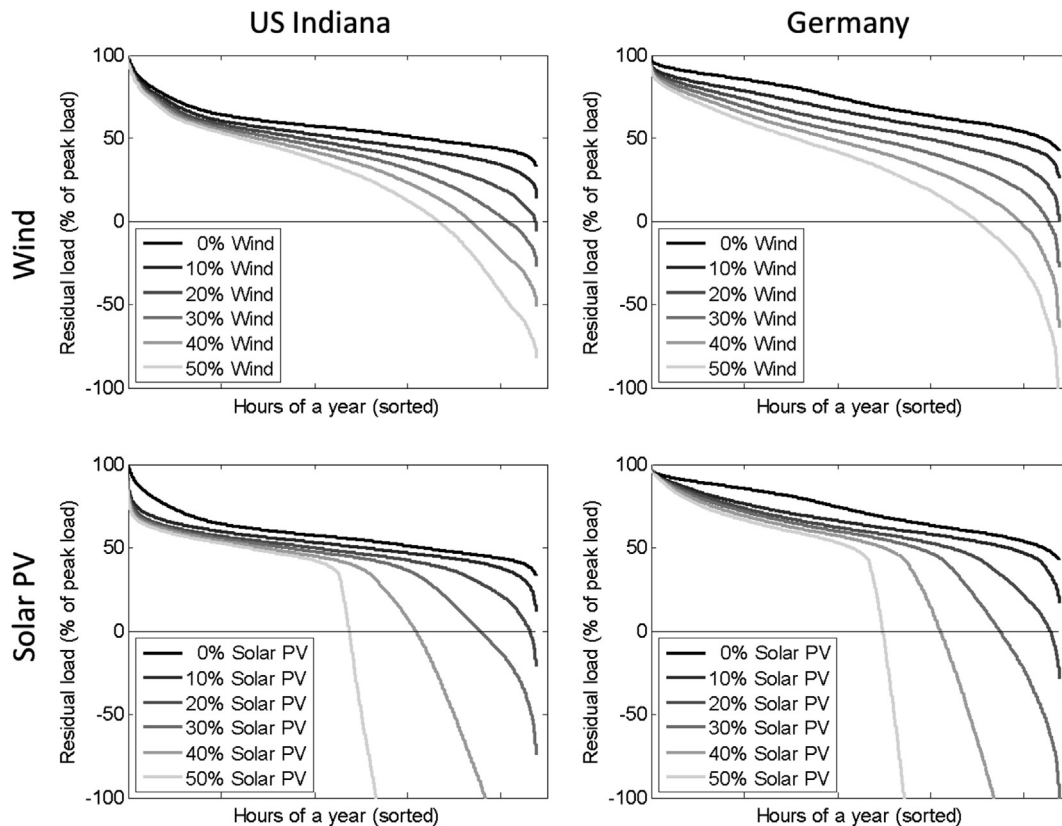 US Indiana
Germany
Wind
Residual load (% of peak load)
100
50
0
-50
-100
0% Wind
10% Wind
20% Wind
30% Wind
40% Wind
50% Wind
Hours of a year (sorted)
Residual load (% of peak load)
100
50
0
-50
-100
0% Wind
10% Wind
20% Wind
30% Wind
40% Wind
50% Wind
Hours of a year (sorted)
Solar PV
Residual load (% of peak load)
100
50
0
-50
-100
0% Solar PV
10% Solar PV
20% Solar PV
30% Solar PV
40% Solar PV
50% Solar PV
Hours of a year (sorted)
Residual load (% of peak load)
100
50
0
-50
-100
0% Solar PV
10% Solar PV
20% Solar PV
30% Solar PV
40% Solar PV
50% Solar PV
Hours of a year (sorted)